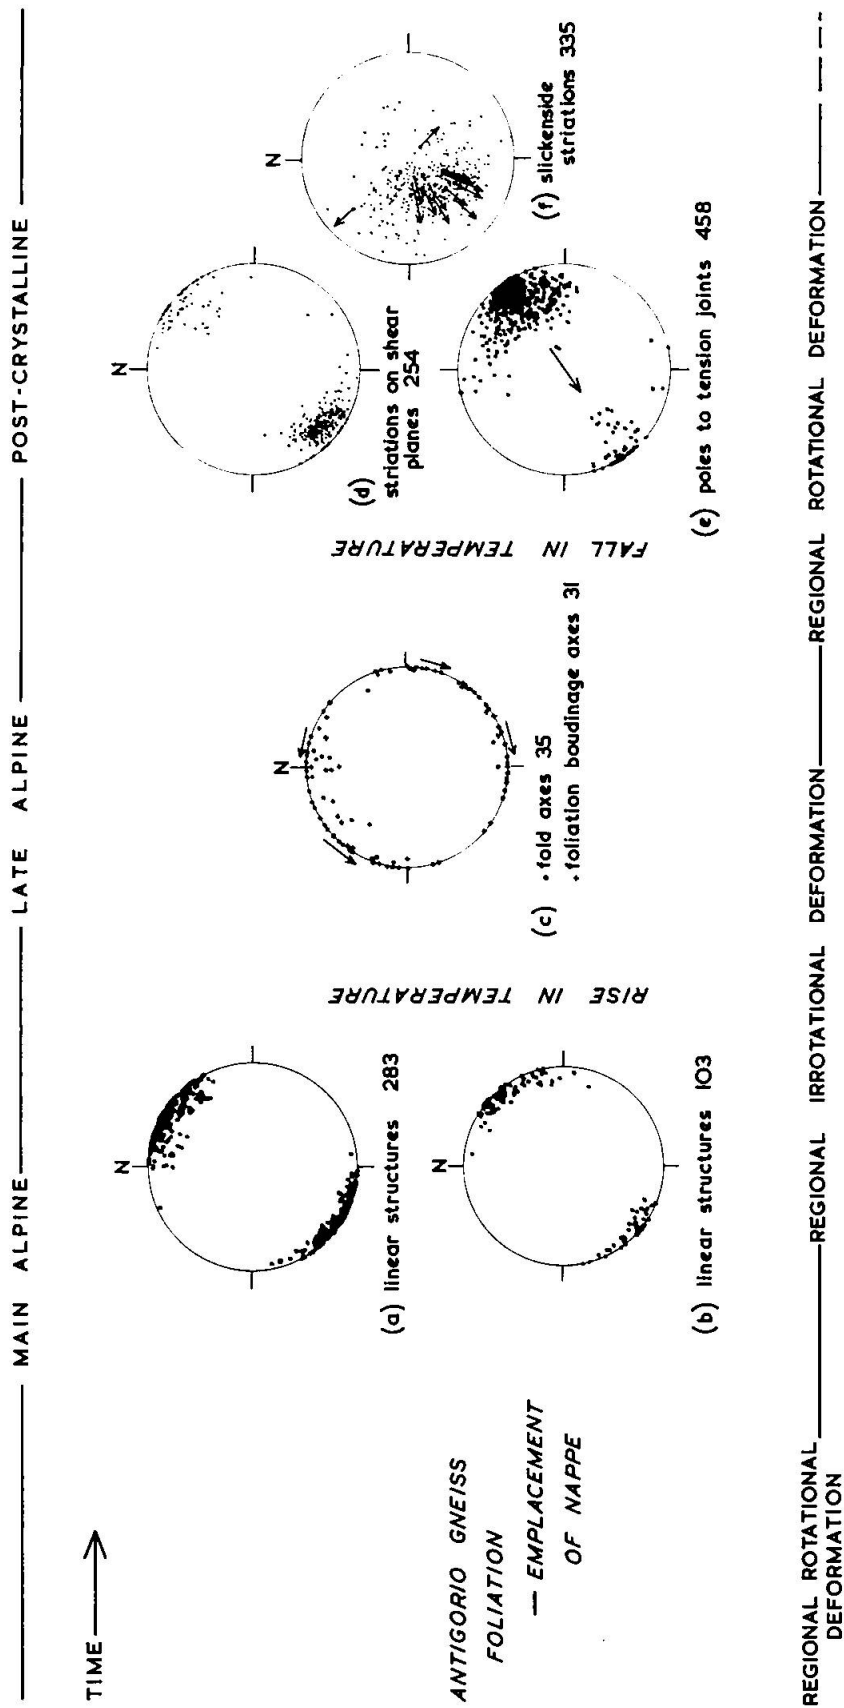 MAIN ALPINE LATE ALPINE POST-CRYSTALLINE
TIME
ANTIGORIO GNEISS
FOLIATION
— EMPLACEMENT
OF NAPPE
N
(a) linear structures 283
N
(b) linear structures 103
RISE IN TEMPERATURE
N
(c) • fold axes 35
+ foliation boudinage axes 31
FALL IN TEMPERATURE
N
(d)
striations on shear
planes 254
(e) poles to tension joints 458
N
(f) slickenside
striations 335
REGIONAL ROTATIONAL
DEFORMATION
REGIONAL IRROTATIONAL DEFORMATION
REGIONAL ROTATIONAL DEFORMATION